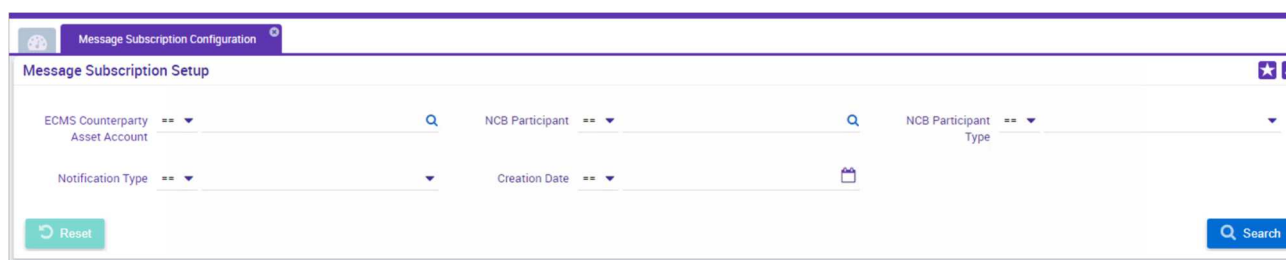 Message Subscription Configuration
Message Subscription Setup
ECMS Counterparty Asset Account ==
NCB Participant ==
NCB Participant Type ==
Notification Type ==
Creation Date ==
Reset
Search